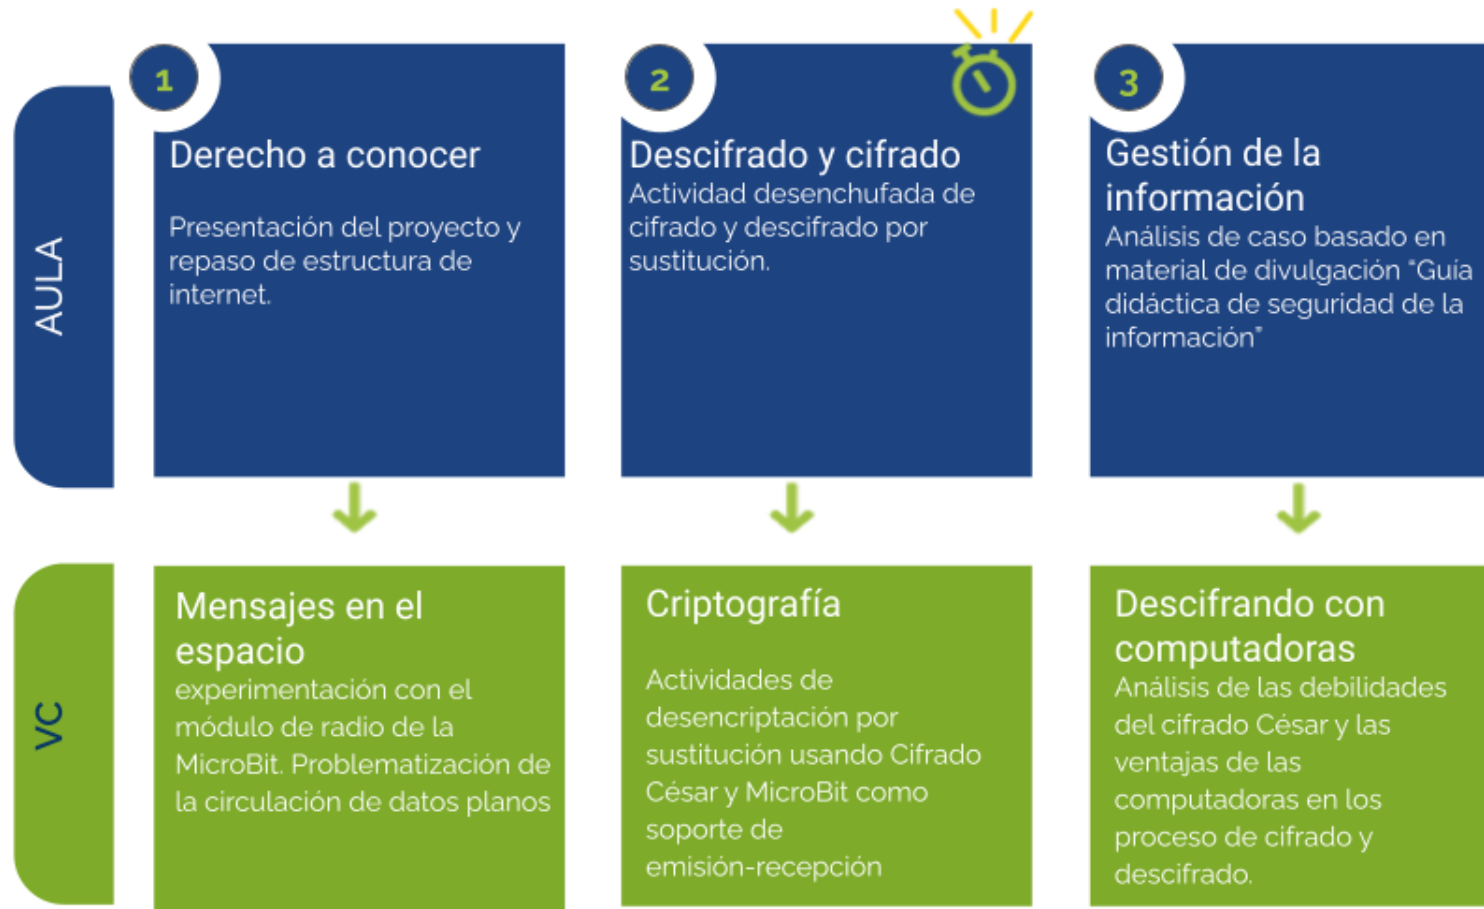 AULA
1
Derecho a conocer
Presentación del proyecto y
repaso de estructura de
internet.
2
Descifrado y cifrado
Actividad desenchufada de
cifrado y descifrado por
sustitución.
3
Gestión de la
información
Análisis de caso basado en
material de divulgación “Guía
didáctica de seguridad de la
información”
VC
Mensajes en el
espacio
experimentación con el
módulo de radio de la
MicroBit. Problematización de
la circulación de datos planos
Criptografía
Actividades de
desencriptación por
sustitución usando Cifrado
César y MicroBit como
soporte de
emisión-recepción
Descifrando con
computadoras
Análisis de las debilidades
del cifrado César y las
ventajas de las
computadoras en los
proceso de cifrado y
descifrado.